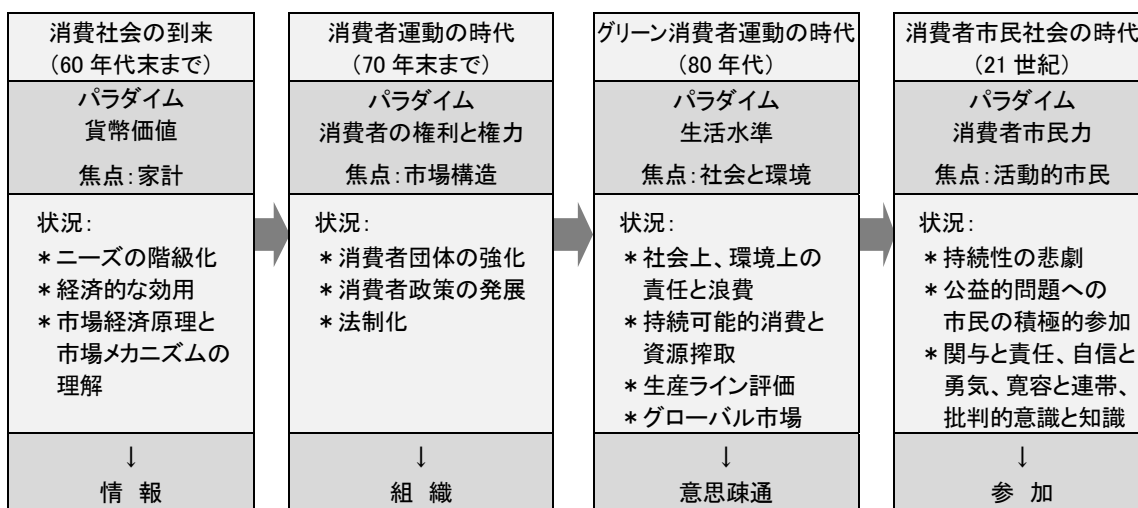 消費社会の到来
(60 年代末まで)
パラダイム
貨幣価値
焦点:家計
状況:
*ニーズの階級化
*経済的な効用
*市場経済原理と
市場メカニズムの
理解
↓
情 報
消費者運動の時代
(70 年末まで)
パラダイム
消費者の権利と権力
焦点:市場構造
状況:
*消費者団体の強化
*消費者政策の発展
*法制化
↓
組 織
グリーン消費者運動の時代
(80 年代)
パラダイム
生活水準
焦点:社会と環境
状況:
*社会上、環境上の
責任と浪費
*持続可能的消費と
資源搾取
*生産ライン評価
*グローバル市場
↓
意思疎通
消費者市民社会の時代
(21 世紀)
パラダイム
消費者市民力
焦点:活動的市民
状況:
*持続性の悲劇
*公益的問題への
市民の積極的参加
*関与と責任、自信と
勇気、寛容と連帯、
批判的意識と知識
↓
参 加